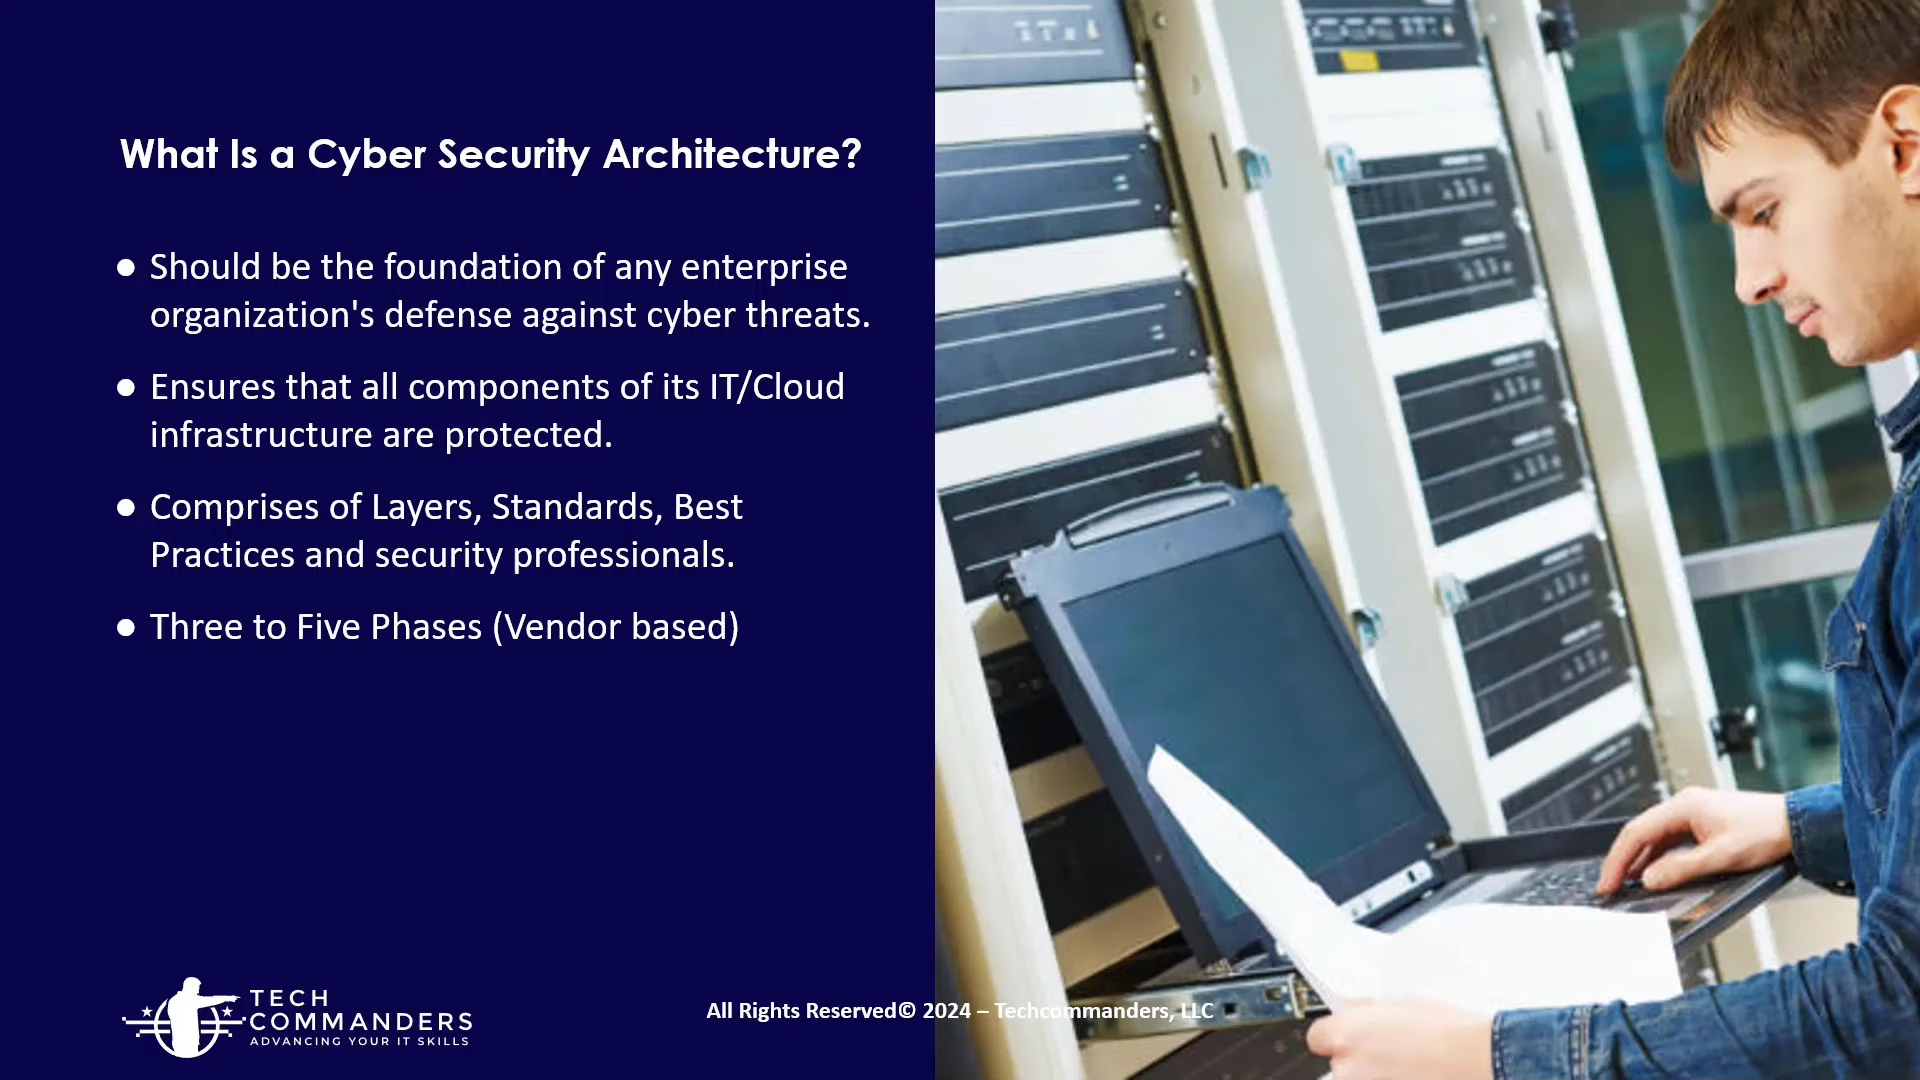 What Is a Cyber Security Architecture?
● Should be the foundation of any enterprise
organization's defense against cyber threats.
● Ensures that all components of its IT/Cloud
infrastructure are protected.
● Comprises of Layers, Standards, Best
Practices and security professionals.
● Three to Five Phases (Vendor based)
TECH
COMMANDERS
ADVANCING YOUR IT SKILLS
All Rights Reserved© 2024 – Techcommanders, LLC